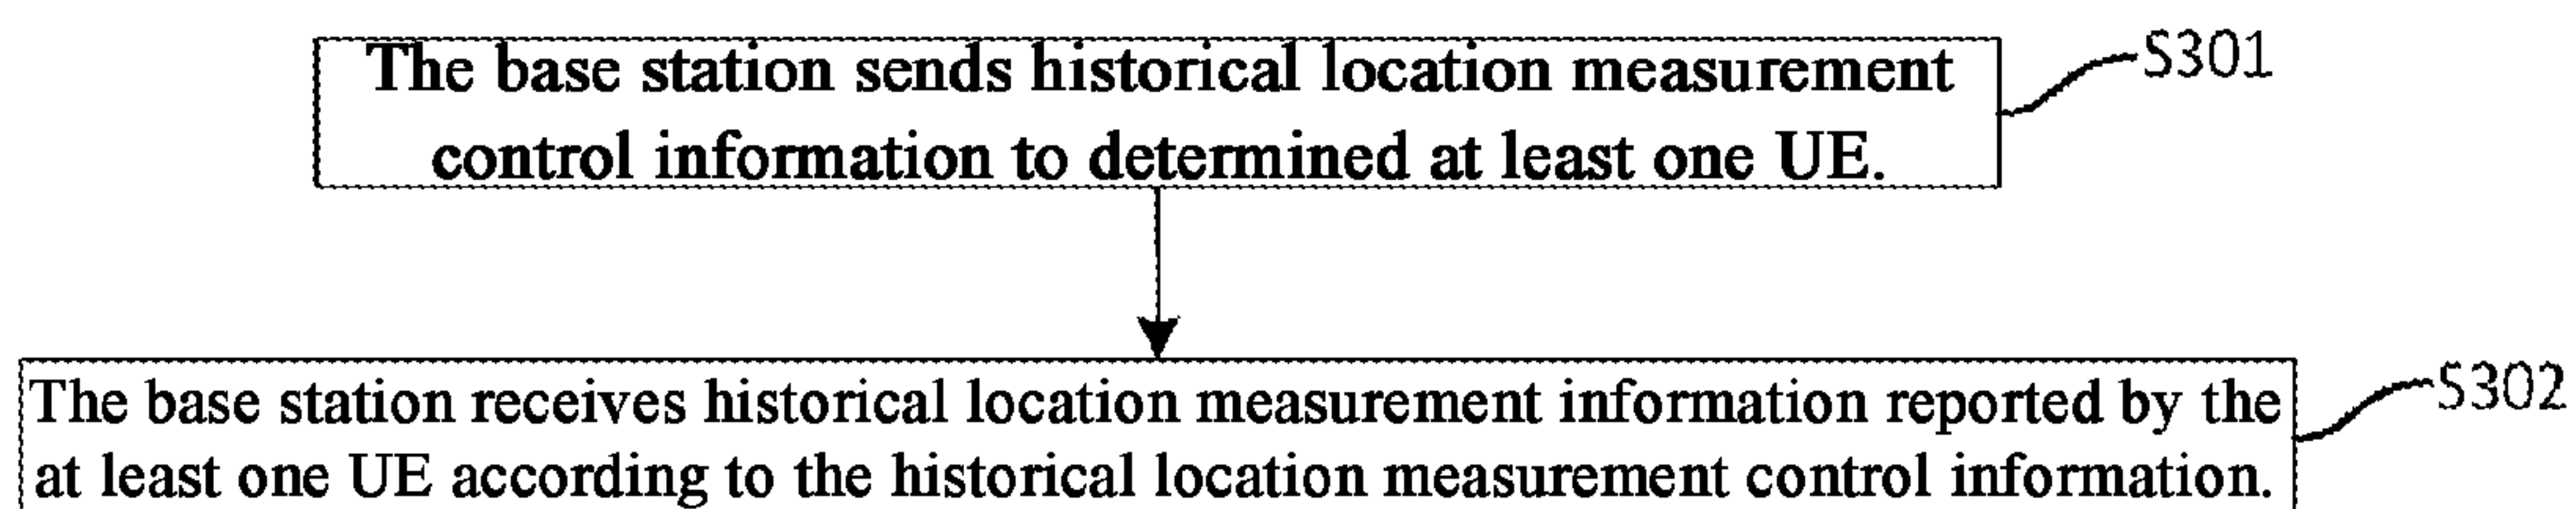 The base station sends historical location measurement
control information to determined at least one UE.
S301
The base station receives historical location measurement information reported by the
at least one UE according to the historical location measurement control information.
S302